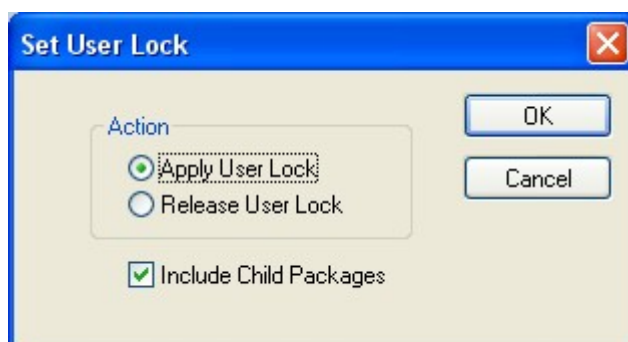 Set User Lock
Action
OK
Apply User Lock
Cancel
Release User Lock
Include Child Packages